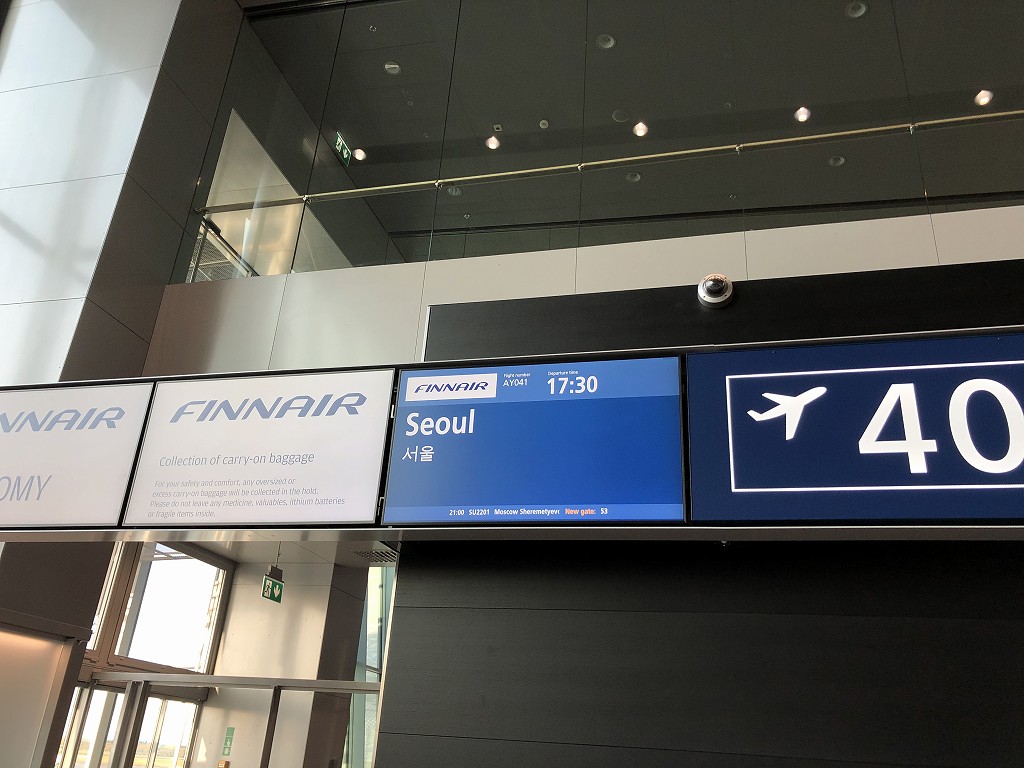 FINNAIR
OMY
FINNAIR
Collection of carry-on baggage
For your safety and comfort, any oversized or
excess carry-on baggage will be collected in the hold.
Please do not leave any medicine, valuables, lithium batteries
or fragile items inside.
FINNAIR
Flight number
AY041
Departure time
17:30
Seoul
서울
21:00 SU2201 Moscow Sheremetyevo New gate: 53
40